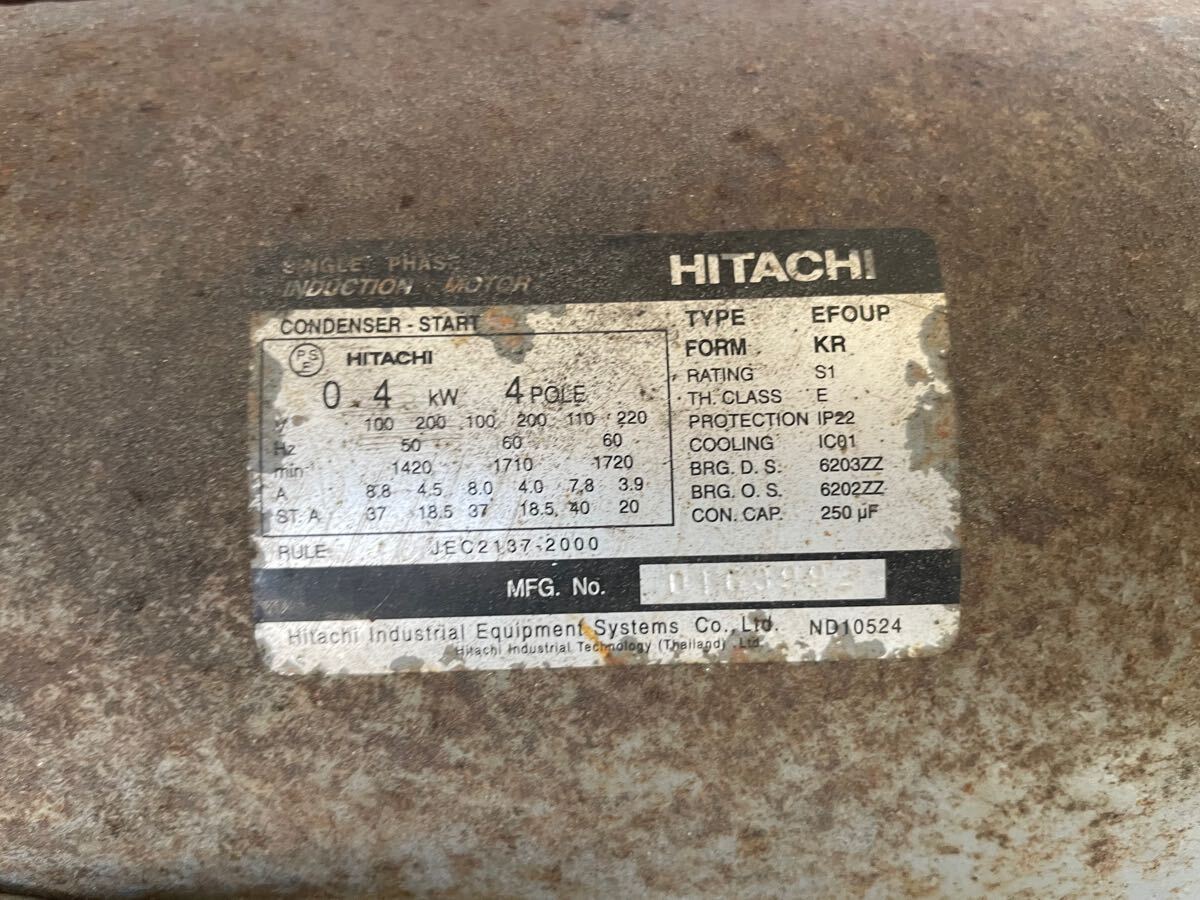 SINGLE PHASE
INDUCTION MOTOR
HITACHI
CONDENSER - START
PS
E
HITACHI
0.4 kW 4 POLE
V 100 200 100 200 110 220
Hz 50 60 60
min⁻¹ 1420 1710 1720
A 8.8 4.5 8.0 4.0 7.8 3.9
ST. A 37 18.5 37 18.5 40 20
TYPE EFOUP
FORM KR
RATING S1
TH. CLASS E
PROTECTION IP22
COOLING IC01
BRG. D. S. 6203ZZ
BRG. O. S. 6202ZZ
CON. CAP. 250 µF
RULE JEC2137-2000
MFG. No.
Hitachi Industrial Equipment Systems Co., Ltd. ND10524
Hitachi Industrial Technology (Thailand) .Ltd.